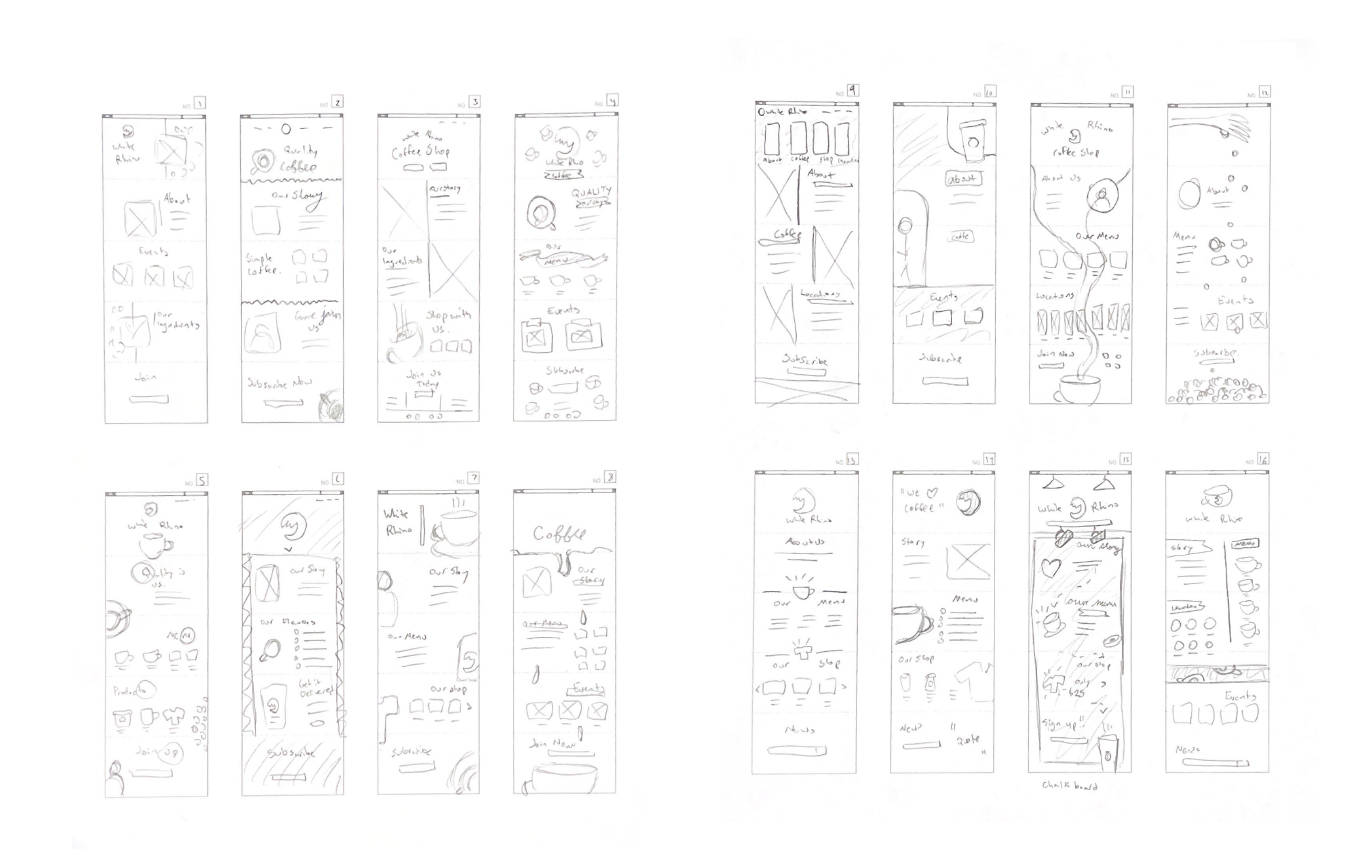 NO 1
White
Rhino
About
Events
Our
Ingredients
Join
NO 2
Quality
Coffee
Our Story
Simple
Coffee.
Come join
us
Subscribe Now
NO 3
White Rhino
Coffee Shop
Our Story
Our
Ingredients
Shop with
us.
Join Us
Today
NO 4
White Rhino
Coffee
QUALITY
Our
Menu
Events
Subscribe
NO 5
White Rhino
Quality is
us.
Menu
Products
Join Us
NO 6
Our Story
Our Flavors
Get it
Delivered
Subscribe
NO 7
White
Rhino
Our Story
Our Menu
Our Shop
Subscribe
NO 8
Coffee
Our
Story
Our Menu
Events
Join Now
NO 9
White Rhino
About Coffee Shop Location
About
Coffee
Locations
Subscribe
NO 10
About
Coffee
Events
Subscribe
NO 11
White Rhino
Coffee Shop
About Us
Our Menu
Locations
Join Now
NO 12
About
Menu
Events
Subscribe
NO 13
White Rhino
About Us
Our Menu
Our Shop
News
NO 14
"We
Coffee"
Story
Menu
Our Shop
News
"
Quote
"
NO 15
White Rhino
Our Story
Our Menu
Our Shop
Only
$25
Sign up!
Chalk board
NO 16
White Rhino
Story
MENU
Events
News